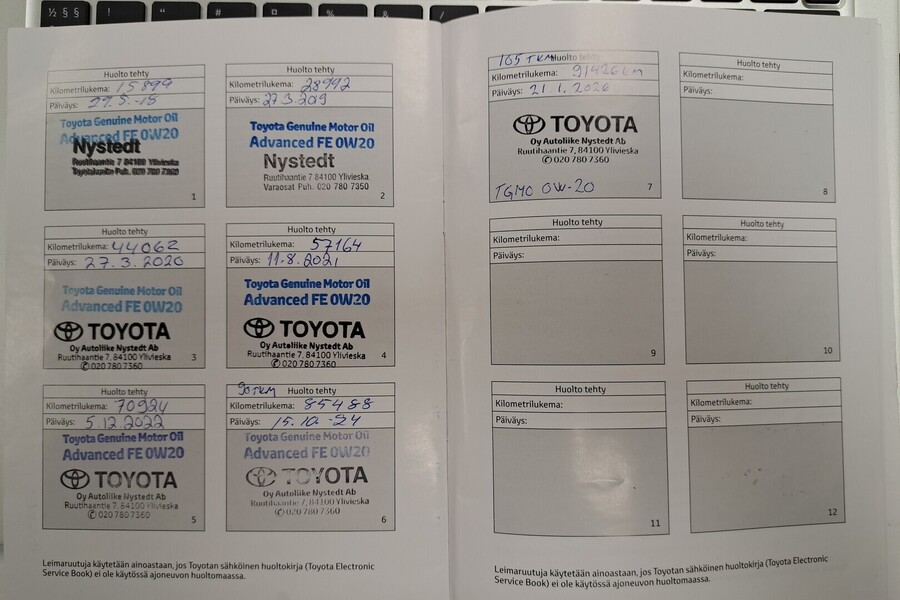 Huolto tehty
Kilometrilukema: 15899
Päiväys: 29.5.-18
Toyota Genuine Motor Oil
Advanced FE 0W20
Nystedt
Ruutihaantie 7 84100 Ylivieska
1
Huolto tehty
Kilometrilukema: 28992
Päiväys: 27.3.2019
Toyota Genuine Motor Oil
Advanced FE 0W20
Nystedt
Ruutihaantie 7 84100 Ylivieska
Varaosat Puh. 020 780 7350
2
Huolto tehty
Kilometrilukema: 44062
Päiväys: 27.3.2020
Toyota Genuine Motor Oil
Advanced FE 0W20
TOYOTA
Oy Autoliike Nystedt Ab
Ruutihaantie 7, 84100 Ylivieska
✆ 020 780 7360
3
Huolto tehty
Kilometrilukema: 57164
Päiväys: 11.8.2021
Toyota Genuine Motor Oil
Advanced FE 0W20
TOYOTA
Oy Autoliike Nystedt Ab
Ruutihaantie 7, 84100 Ylivieska
✆ 020 780 7360
4
Huolto tehty
Kilometrilukema: 70924
Päiväys: 5.12.2022
Toyota Genuine Motor Oil
Advanced FE 0W20
TOYOTA
Oy Autoliike Nystedt Ab
Ruutihaantie 7, 84100 Ylivieska
✆ 020 780 7360
5
90TKM Huolto tehty
Kilometrilukema: 85488
Päiväys: 15.10.-24
Toyota Genuine Motor Oil
Advanced FE 0W20
TOYOTA
Oy Autoliike Nystedt Ab
Ruutihaantie 7, 84100 Ylivieska
✆ 020 780 7360
6
Leimaruutuja käytetään ainoastaan, jos Toyotan sähköinen huoltokirja (Toyota Electronic
Service Book) ei ole käytössä ajoneuvon huoltomaassa.
165 TKM Huolto tehty
Kilometrilukema: 91426 km
Päiväys: 21.1.2026
TOYOTA
Oy Autoliike Nystedt Ab
Ruutihaantie 7, 84100 Ylivieska
✆ 020 780 7360
TGMO 0W-20
7
Huolto tehty
Kilometrilukema:
Päiväys:
8
Huolto tehty
Kilometrilukema:
Päiväys:
9
Huolto tehty
Kilometrilukema:
Päiväys:
10
Huolto tehty
Kilometrilukema:
Päiväys:
11
Huolto tehty
Kilometrilukema:
Päiväys:
12
Leimaruutuja käytetään ainoastaan, jos Toyotan sähköinen huoltokirja (Toyota Electronic
Service Book) ei ole käytössä ajoneuvon huoltomaassa.